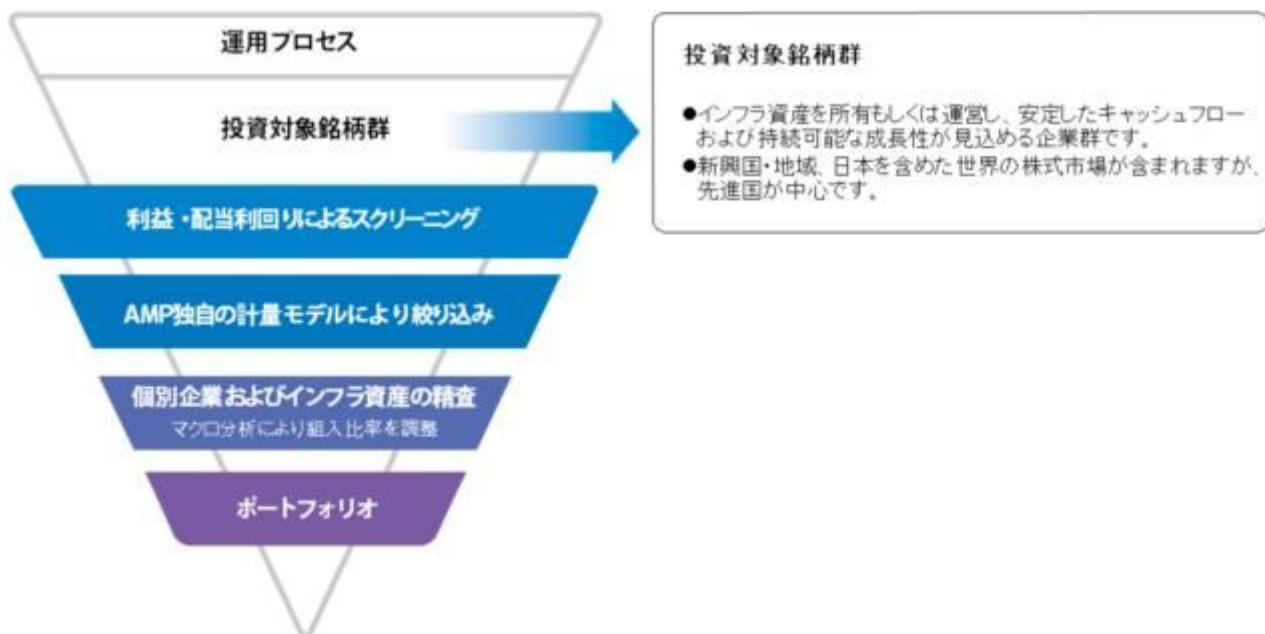 運用プロセス
投資対象銘柄群
利益・配当利回りによるスクリーニング
AMP独自の計量モデルにより絞り込み
個別企業およびインフラ資産の精査
マクロ分析により組入比率を調整
ポートフォリオ
投資対象銘柄群
●インフラ資産を所有もしくは運営し、安定したキャッシュフロー
および持続可能な成長性が見込める企業群です。
●新興国・地域、日本を含めた世界の株式市場が含まれますが、
先進国が中心です。